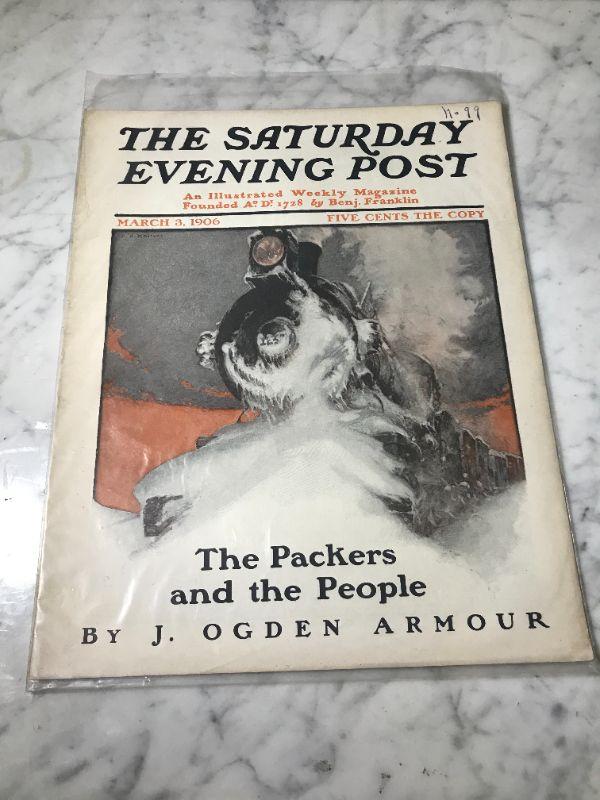 n-99
THE SATURDAY
EVENING POST
An Illustrated Weekly Magazine
Founded Aº Dⁱ 1728 by Benj. Franklin
MARCH 3, 1906 FIVE CENTS THE COPY
The Packers
and the People
BY J. OGDEN ARMOUR